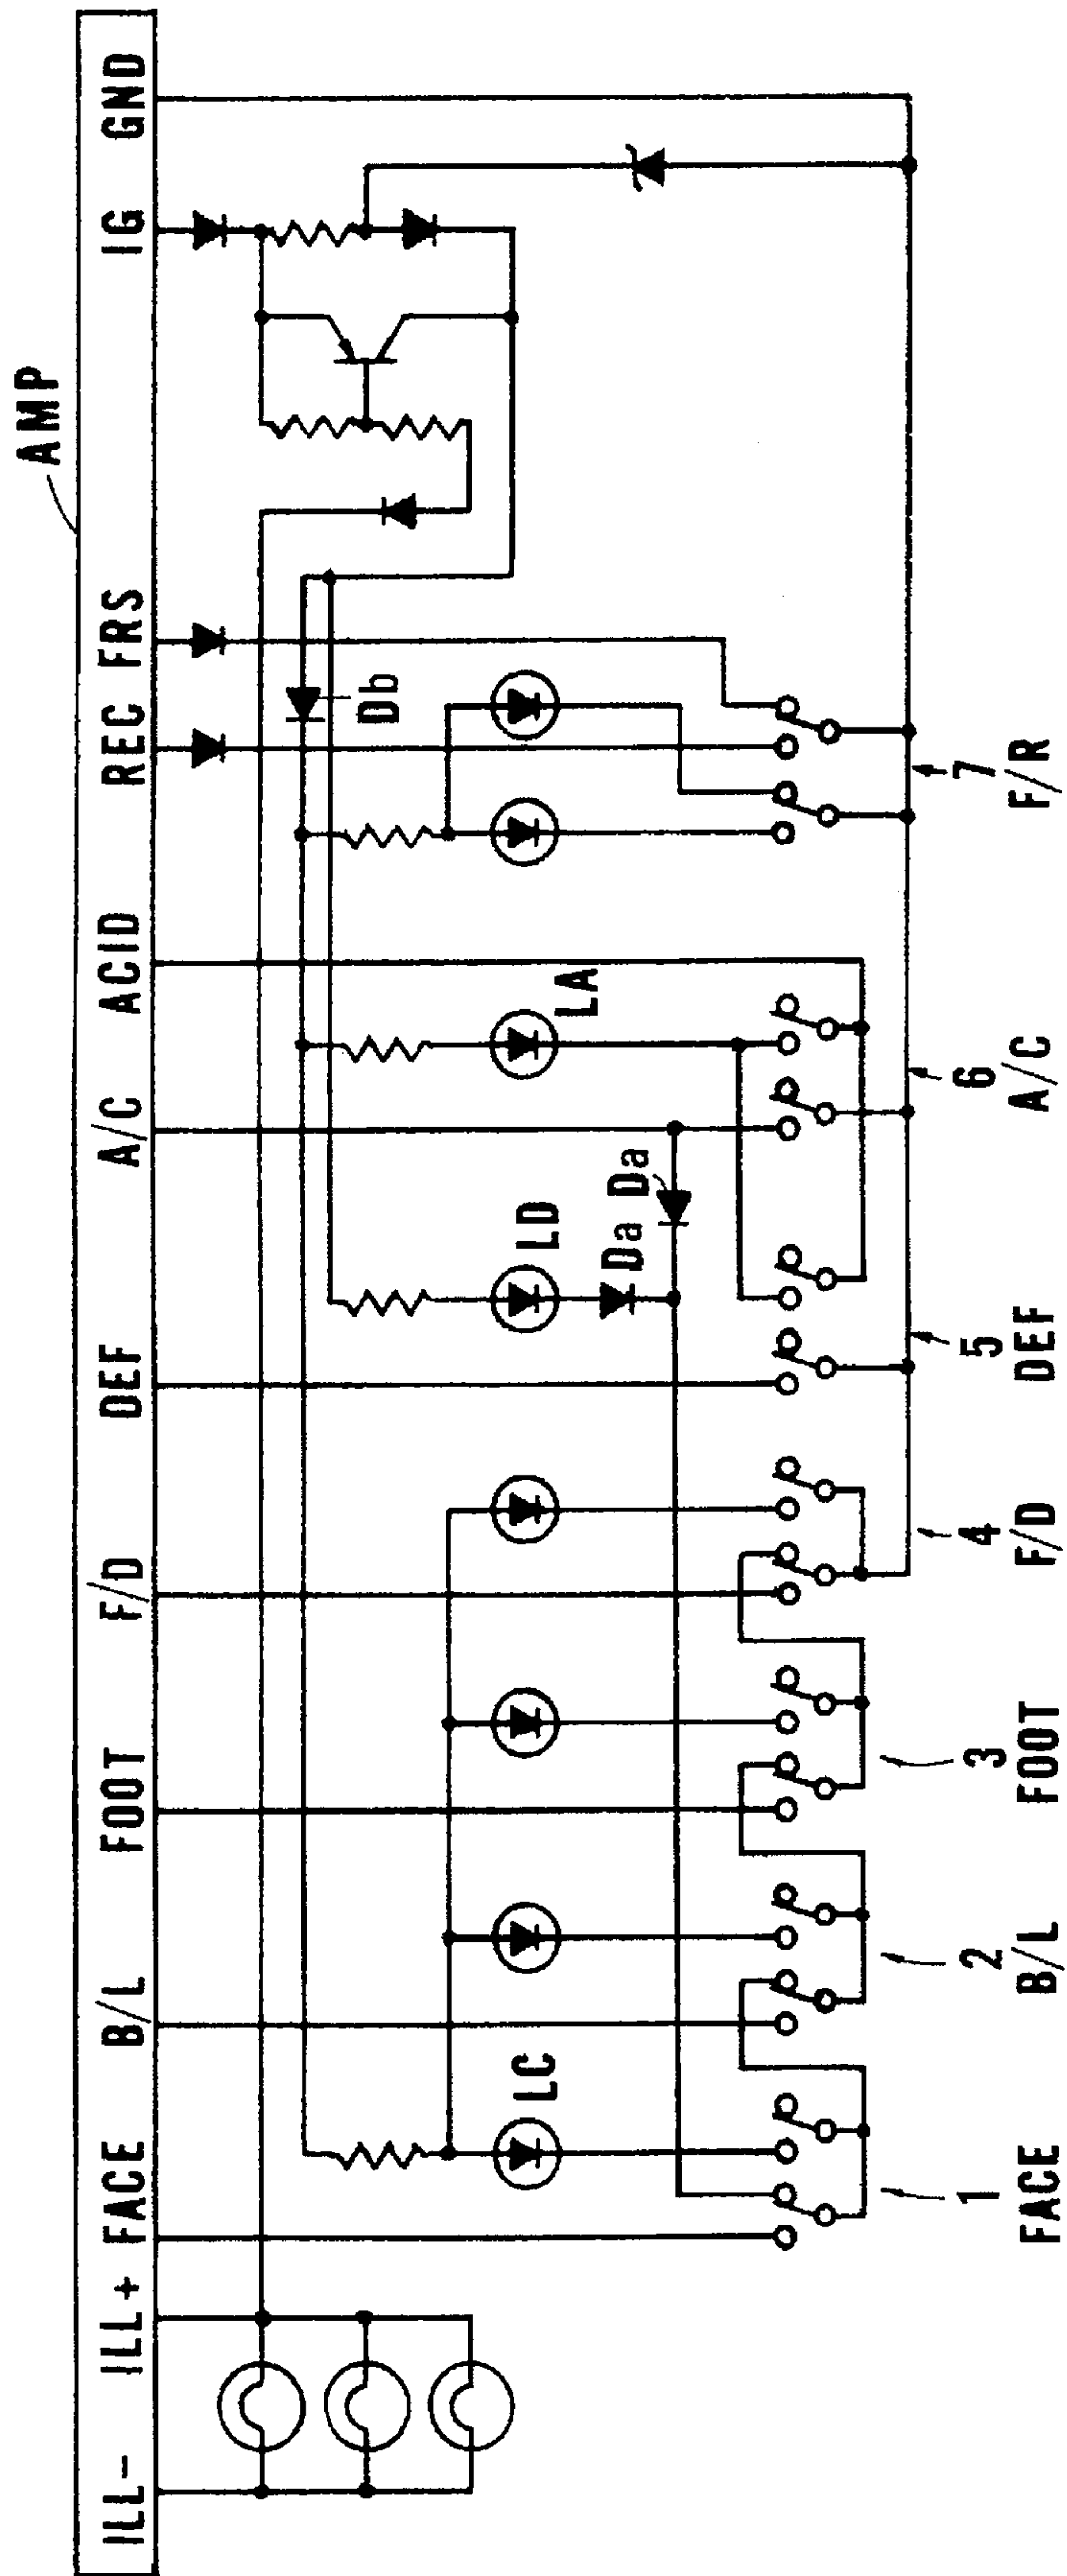 AMP
ILL-
ILL+
FACE
B/L
FOOT
F/D
DEF
A/C
ACID
REC
FRS
IG
GND
Db
LC
LD
Da
Da
LA
1
FACE
2
B/L
3
FOOT
4
F/D
5
DEF
6
A/C
7
F/R